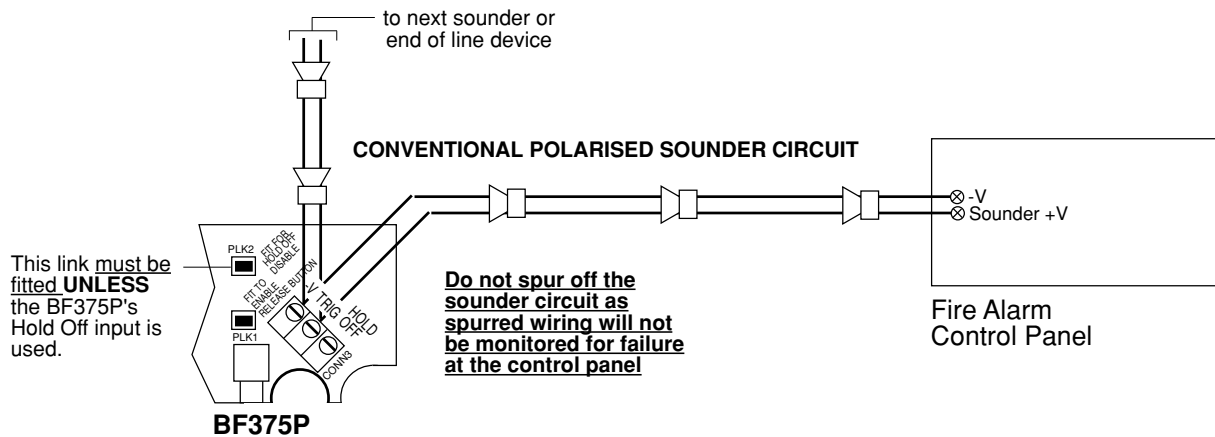 to next sounder or
end of line device
CONVENTIONAL POLARISED SOUNDER CIRCUIT
-V
Sounder +V
Fire Alarm
Control Panel
This link must be
fitted UNLESS
the BF375P's
Hold Off input is
used.
PLK2
FIT FOR
HOLD OFF
DISABLE
FIT TO
ENABLE
RELEASE BUTTON
PLK1
-V
TRIG
HOLD
OFF
CONN3
Do not spur off the
sounder circuit as
spurred wiring will not
be monitored for failure
at the control panel
BF375P